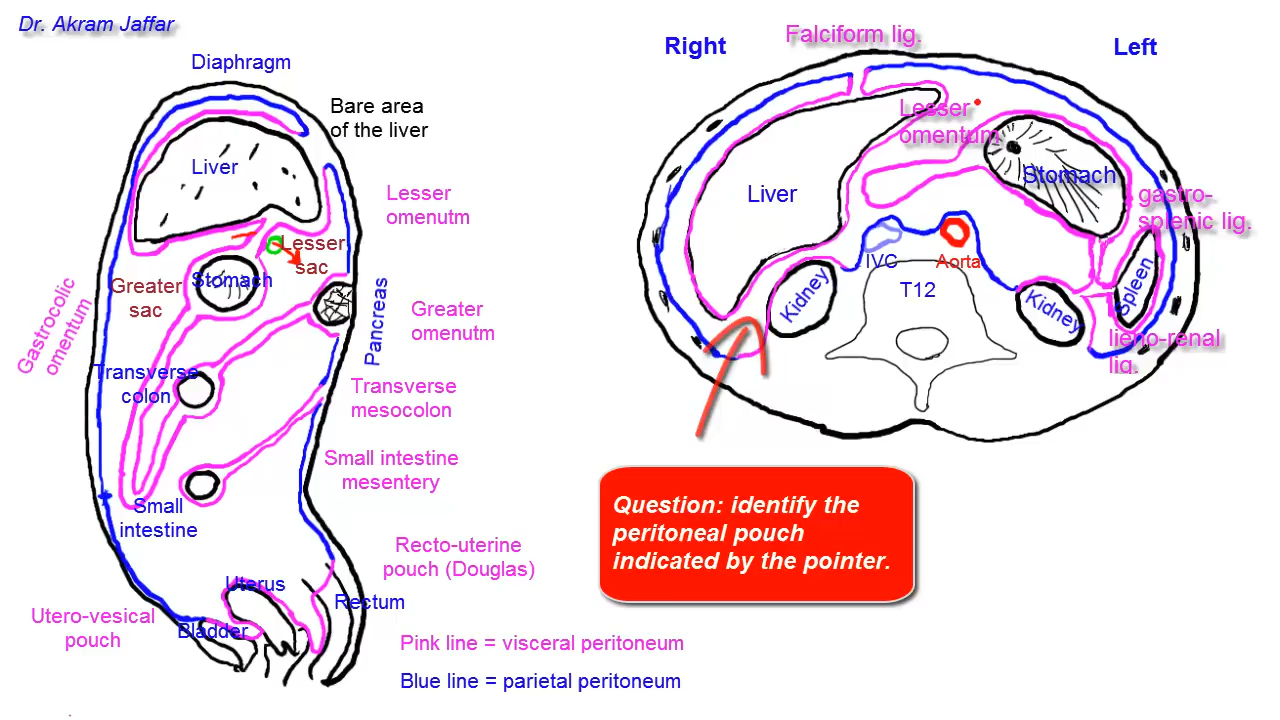 Dr. Akram Jaffar
Diaphragm
Bare area
of the liver
Liver
Lesser
omenutm
Lesser
sac
Stomach
Greater
sac
Gastrocolic
omentum
Pancreas
Greater
omenutm
Transverse
colon
Transverse
mesocolon
Small intestine
mesentery
Small
intestine
Recto-uterine
pouch (Douglas)
Uterus
Rectum
Utero-vesical
pouch
Bladder
Pink line = visceral peritoneum
Blue line = parietal peritoneum
Right
Falciform lig.
Left
Lesser
omentum
Stomach
Liver
gastro-
splenic lig.
IVC
Aorta
Kidney
T12
Kidney
Spleen
lieno-renal
lig.
Question: identify the
peritoneal pouch
indicated by the pointer.